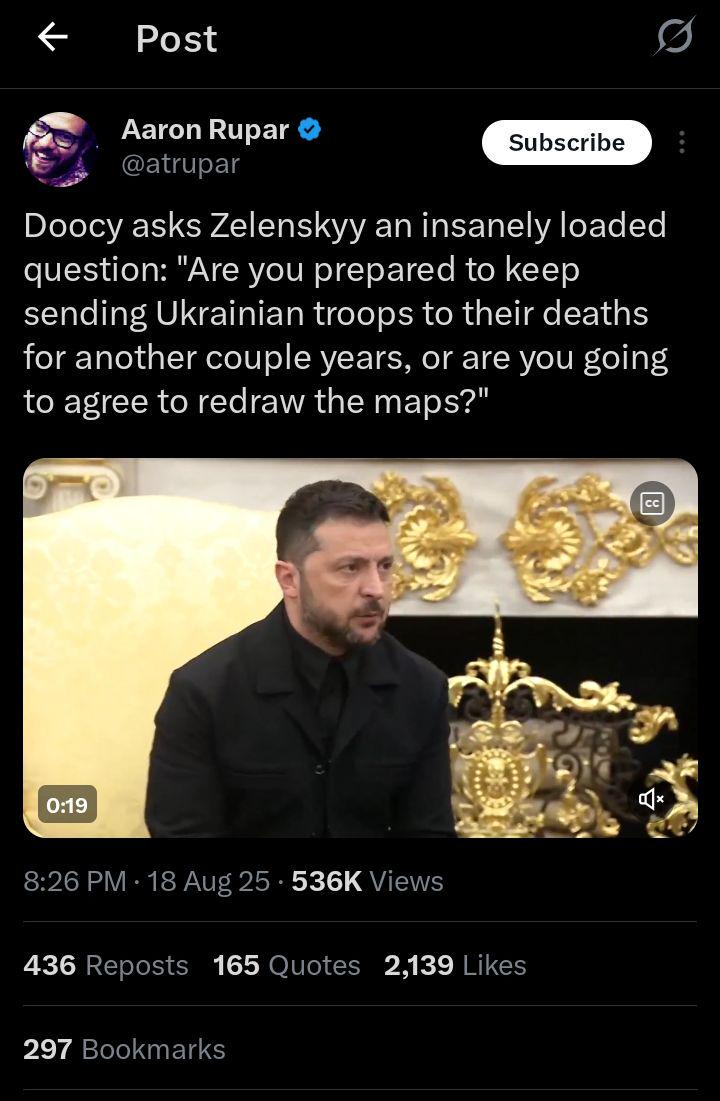 Post
Aaron Rupar
@atrupar
Subscribe
Doocy asks Zelenskyy an insanely loaded
question: "Are you prepared to keep
sending Ukrainian troops to their deaths
for another couple years, or are you going
to agree to redraw the maps?"
CC
0:19
8:26 PM · 18 Aug 25 · 536K Views
436 Reposts 165 Quotes 2,139 Likes
297 Bookmarks